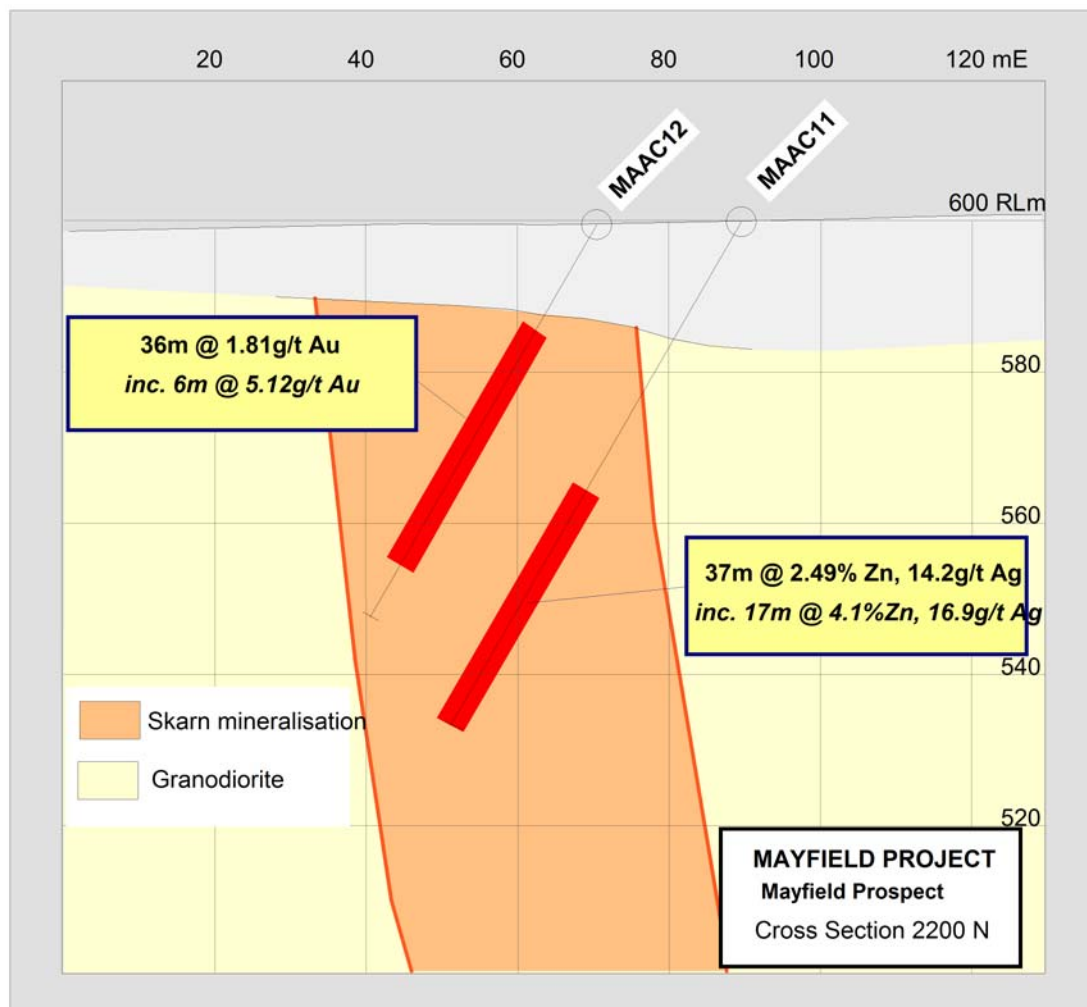 20 40 60 80 100 120 mE
MAAC12
MAAC11
600 RLm
36m @ 1.81g/t Au
inc. 6m @ 5.12g/t Au
580
560
37m @ 2.49% Zn, 14.2g/t Ag
inc. 17m @ 4.1%Zn, 16.9g/t Ag
540
Skarn mineralisation
Granodiorite
520
MAYFIELD PROJECT
Mayfield Prospect
Cross Section 2200 N